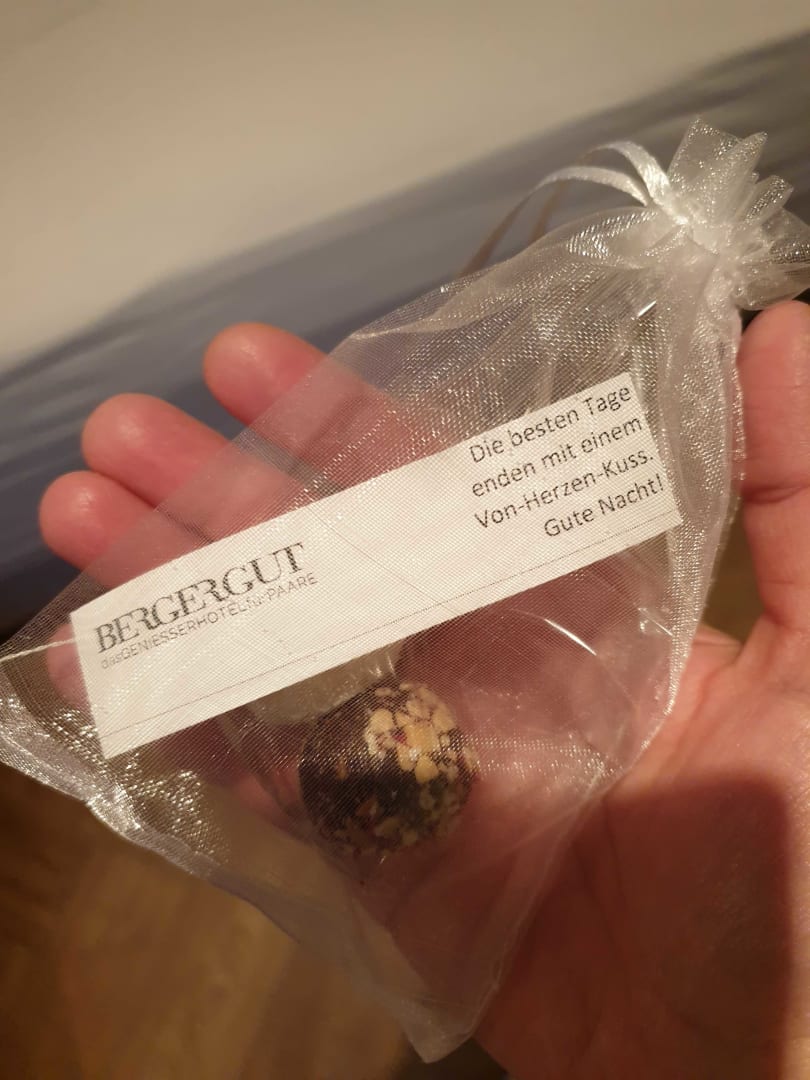 BERGERGUT
dasGENIESSERHOTELfürPAARE
Die besten Tage
enden mit einem
Von-Herzen-Kuss.
Gute Nacht!